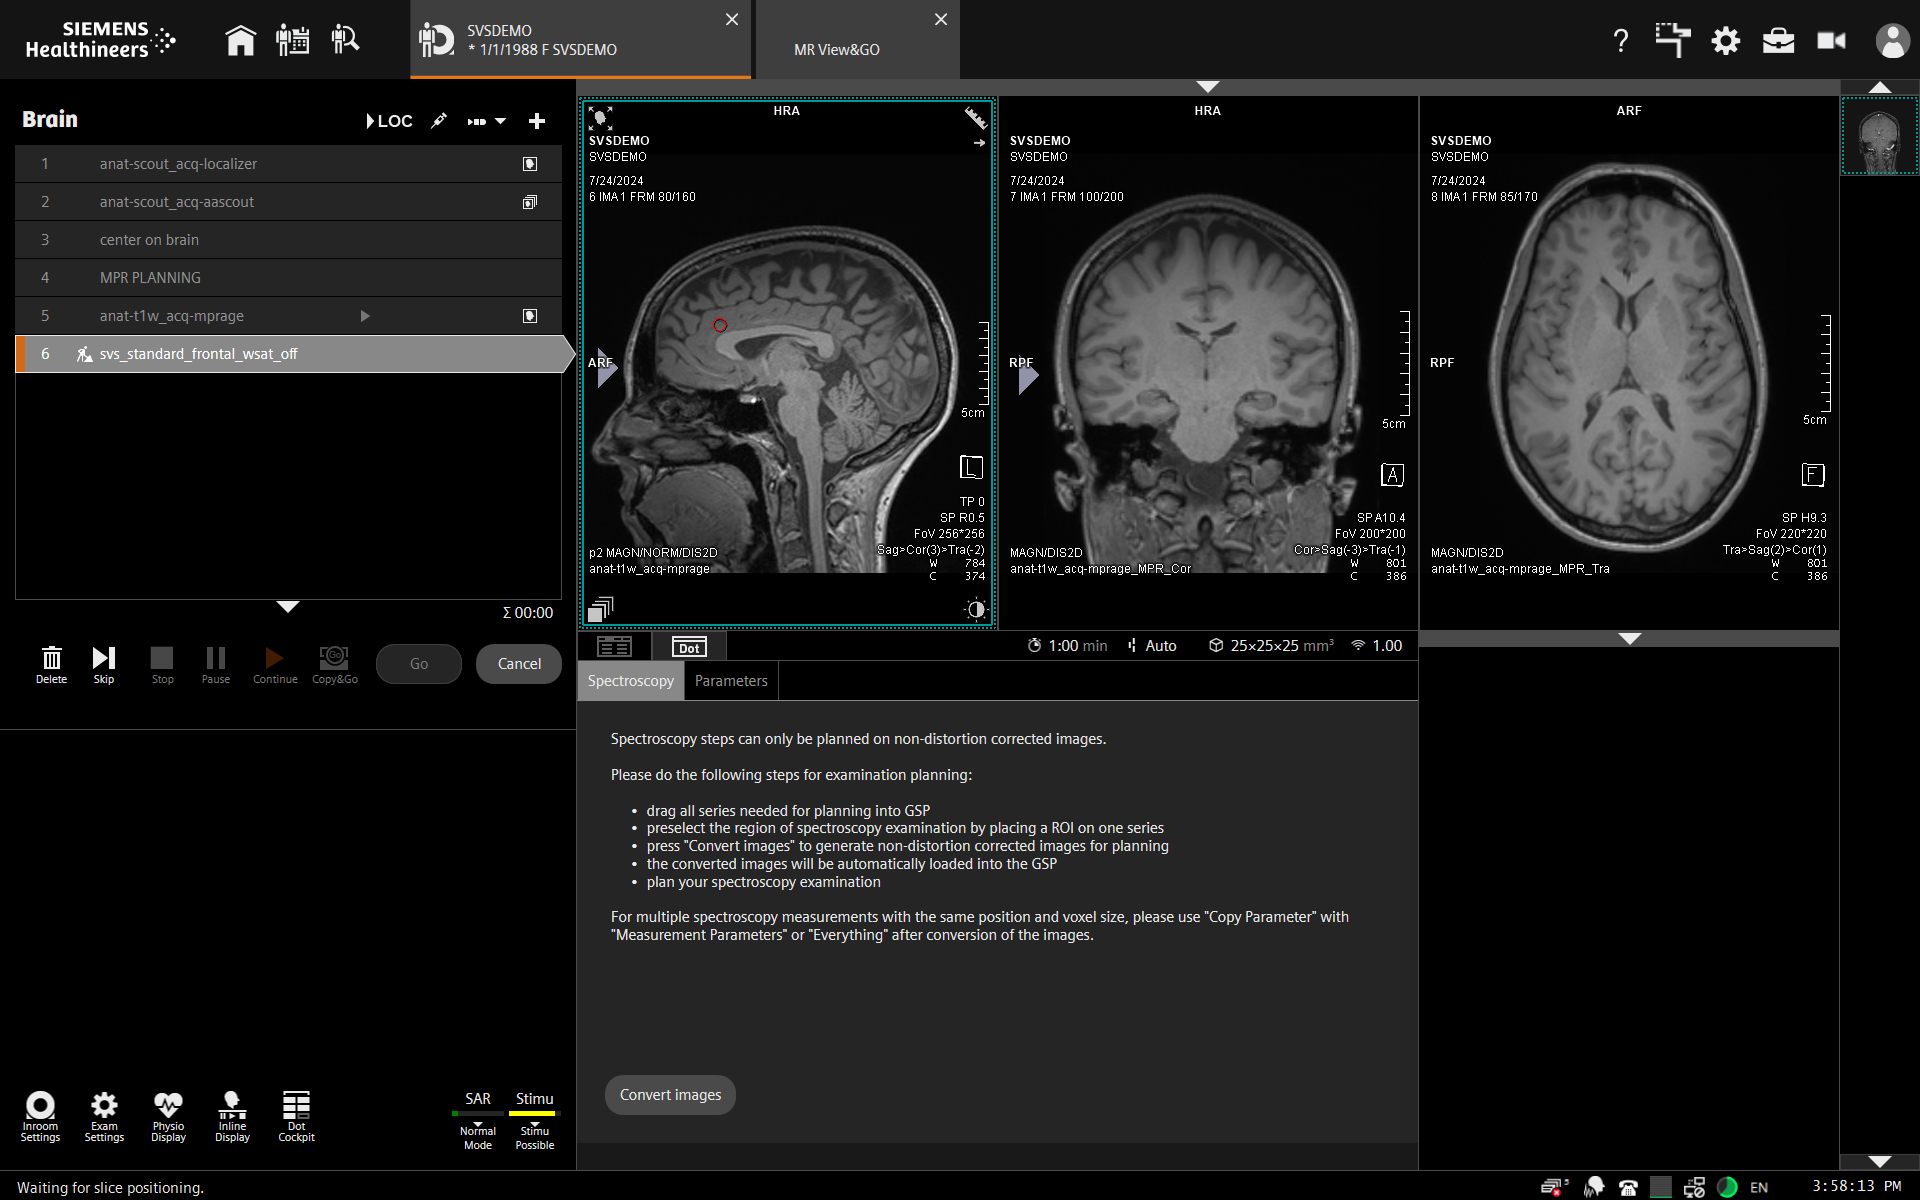 SIEMENS
Healthineers
SVSDEMO
* 1/1/1988 F SVSDEMO
MR View&GO
?
Brain
LOC
1 anat-scout_acq-localizer
2 anat-scout_acq-aascout
3 center on brain
4 MPR PLANNING
5 anat-t1w_acq-mprage
6 svs_standard_frontal_wsat_off
Σ 00:00
Delete
Skip
Stop
Pause
Continue
Go
Copy&Go
Go
Cancel
HRA
SVSDEMO
SVSDEMO
7/24/2024
6 IMA1 FRM 80/160
ARF
5cm
L
TP 0
SP R0.5
FoV 256*256
Sag>Cor(3)>Tra(-2)
W 784
C 374
p2 MAGN/NORM/DIS2D
anat-t1w_acq-mprage
HRA
SVSDEMO
SVSDEMO
7/24/2024
7 IMA1 FRM 100/200
RPF
5cm
A
SP A10.4
FoV 200*200
Cor>Sag(-3)>Tra(-1)
W 801
C 386
MAGN/DIS2D
anat-t1w_acq-mprage_MPR_Cor
ARF
SVSDEMO
SVSDEMO
7/24/2024
8 IMA1 FRM 85/170
RPF
5cm
F
SP H9.3
FoV 220*220
Tra>Sag(2)>Cor(1)
W 801
C 386
MAGN/DIS2D
anat-t1w_acq-mprage_MPR_Tra
Dot
1:00 min
Auto
25×25×25 mm³
1.00
Spectroscopy
Parameters
Spectroscopy steps can only be planned on non-distortion corrected images.
Please do the following steps for examination planning:
• drag all series needed for planning into GSP
• preselect the region of spectroscopy examination by placing a ROI on one series
• press "Convert images" to generate non-distortion corrected images for planning
• the converted images will be automatically loaded into the GSP
• plan your spectroscopy examination
For multiple spectroscopy measurements with the same position and voxel size, please use "Copy Parameter" with
"Measurement Parameters" or "Everything" after conversion of the images.
Convert images
Inroom
Settings
Exam
Settings
Physio
Display
Inline
Display
Dot
Cockpit
SAR
Normal
Mode
Stimu
Stimu
Possible
Waiting for slice positioning.
5
EN
3:58:13 PM